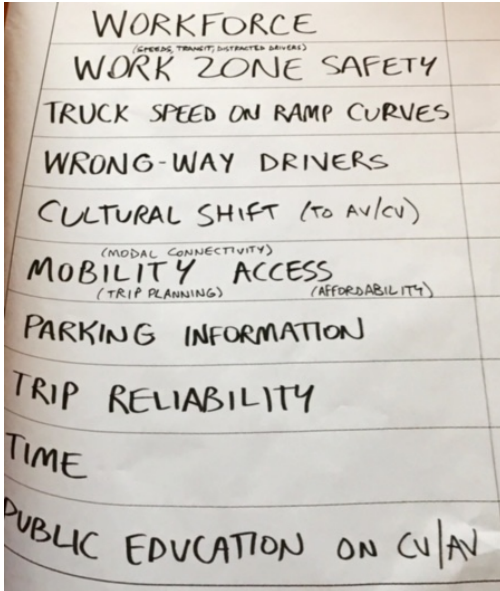 WORKFORCE
(SPEEDS, TRANSIT, DISTRACTED DRIVERS)
WORK ZONE SAFETY
TRUCK SPEED ON RAMP CURVES
WRONG-WAY DRIVERS
CULTURAL SHIFT (TO AV/CV)
(MODAL CONNECTIVITY)
MOBILITY ACCESS
(TRIP PLANNING) (AFFORDABILITY)
PARKING INFORMATION
TRIP RELIABILITY
TIME
PUBLIC EDUCATION ON CV/AV